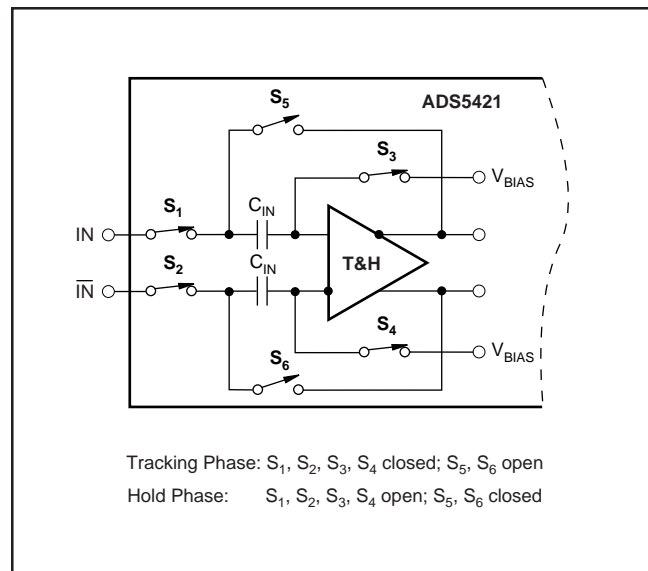 ADS5421
S5
S3
VBIAS
S1
CIN
IN
T&H
S2
CIN
I̅N̅
S4
VBIAS
S6
Tracking Phase: S1, S2, S3, S4 closed; S5, S6 open
Hold Phase: S1, S2, S3, S4 open; S5, S6 closed